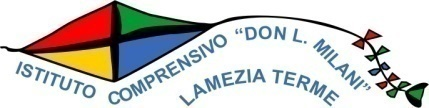 ISTITUTO COMPRENSIVO “DON L. MILANI”
LAMEZIA TERME